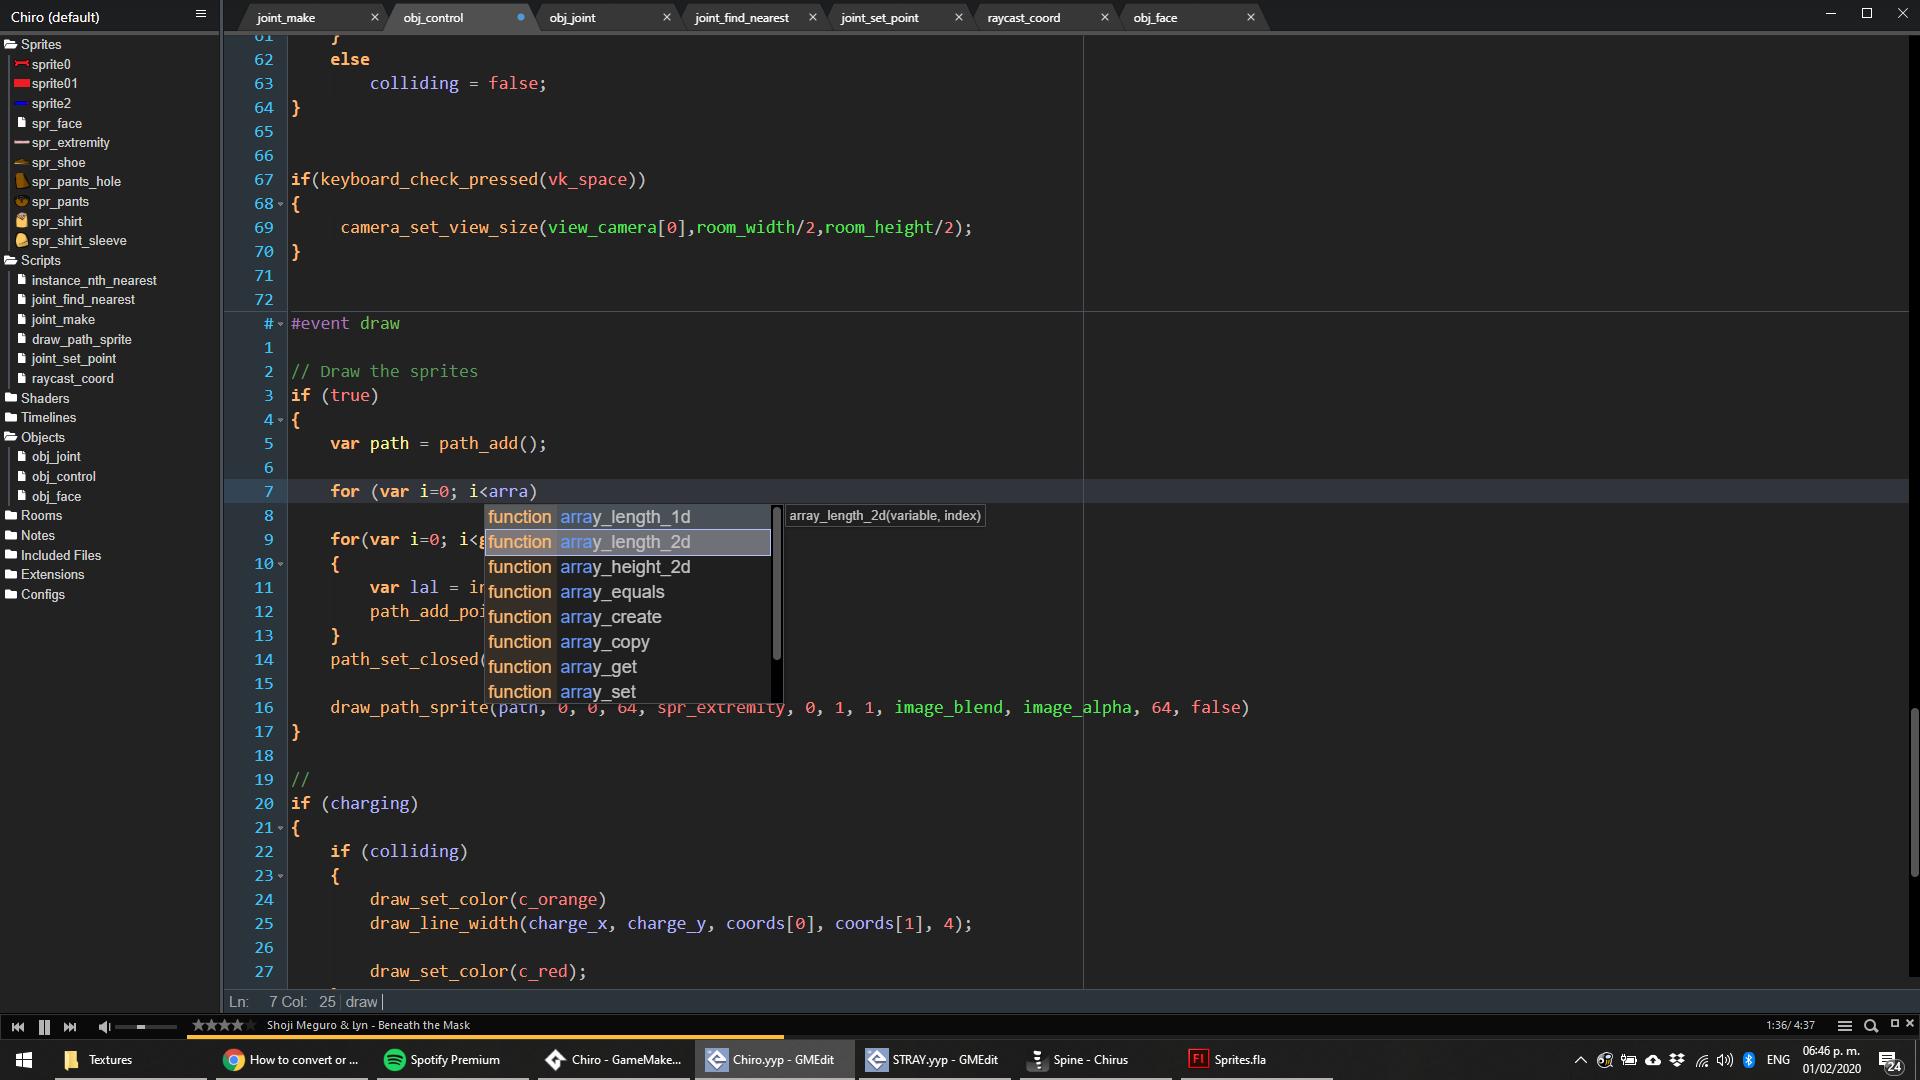 Chiro (default)
joint_make
obj_control
obj_joint
joint_find_nearest
joint_set_point
raycast_coord
obj_face
Sprites
sprite0
sprite01
sprite2
spr_face
spr_extremity
spr_shoe
spr_pants_hole
spr_pants
spr_shirt
spr_shirt_sleeve
Scripts
instance_nth_nearest
joint_find_nearest
joint_make
draw_path_sprite
joint_set_point
raycast_coord
Shaders
Timelines
Objects
obj_joint
obj_control
obj_face
Rooms
Notes
Included Files
Extensions
Configs
61 }
62 else
63 colliding = false;
64 }
65
66
67 if(keyboard_check_pressed(vk_space))
68 {
69 camera_set_view_size(view_camera[0],room_width/2,room_height/2);
70 }
71
72
# #event draw
1
2 // Draw the sprites
3 if (true)
4 {
5 var path = path_add();
6
7 for (var i=0; i<arra)
8
9 for(var i=0; i<g
10 {
11 var lal = in
12 path_add_poi
13 }
14 path_set_closed(
15
16 draw_path_sprite(path, 0, 0, 64, spr_extremity, 0, 1, 1, image_blend, image_alpha, 64, false)
17 }
18
19 //
20 if (charging)
21 {
22 if (colliding)
23 {
24 draw_set_color(c_orange)
25 draw_line_width(charge_x, charge_y, coords[0], coords[1], 4);
26
27 draw_set_color(c_red);
function array_length_1d
function array_length_2d
function array_height_2d
function array_equals
function array_create
function array_copy
function array_get
function array_set
array_length_2d(variable, index)
Ln: 7 Col: 25 draw
Shoji Meguro & Lyn - Beneath the Mask
1:36/ 4:37
Textures
How to convert or ...
Spotify Premium
Chiro - GameMake...
Chiro.yyp - GMEdit
STRAY.yyp - GMEdit
Spine - Chirus
Fl
Sprites.fla
ENG
06:46 p. m.
01/02/2020
24